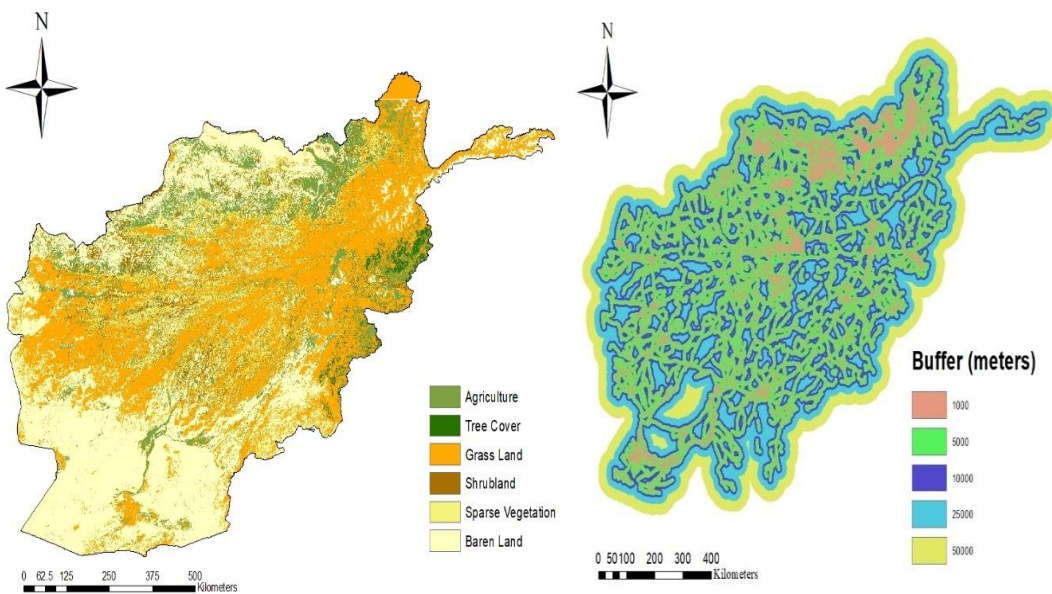 N
Agriculture
Tree Cover
Grass Land
Shrubland
Sparse Vegetation
Baren Land
0 62.5 125 250 375 500
Kilometers
N
Buffer (meters)
1000
5000
10000
25000
50000
0 50100 200 300 400
Kilometers